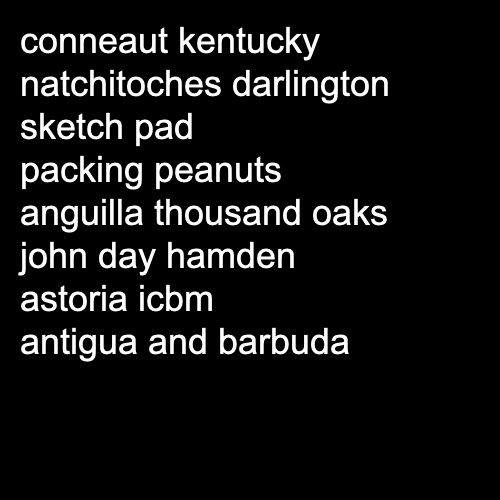 conneaut kentucky
natchitoches darlington
sketch pad
packing peanuts
anguilla thousand oaks
john day hamden
astoria icbm
antigua and barbuda